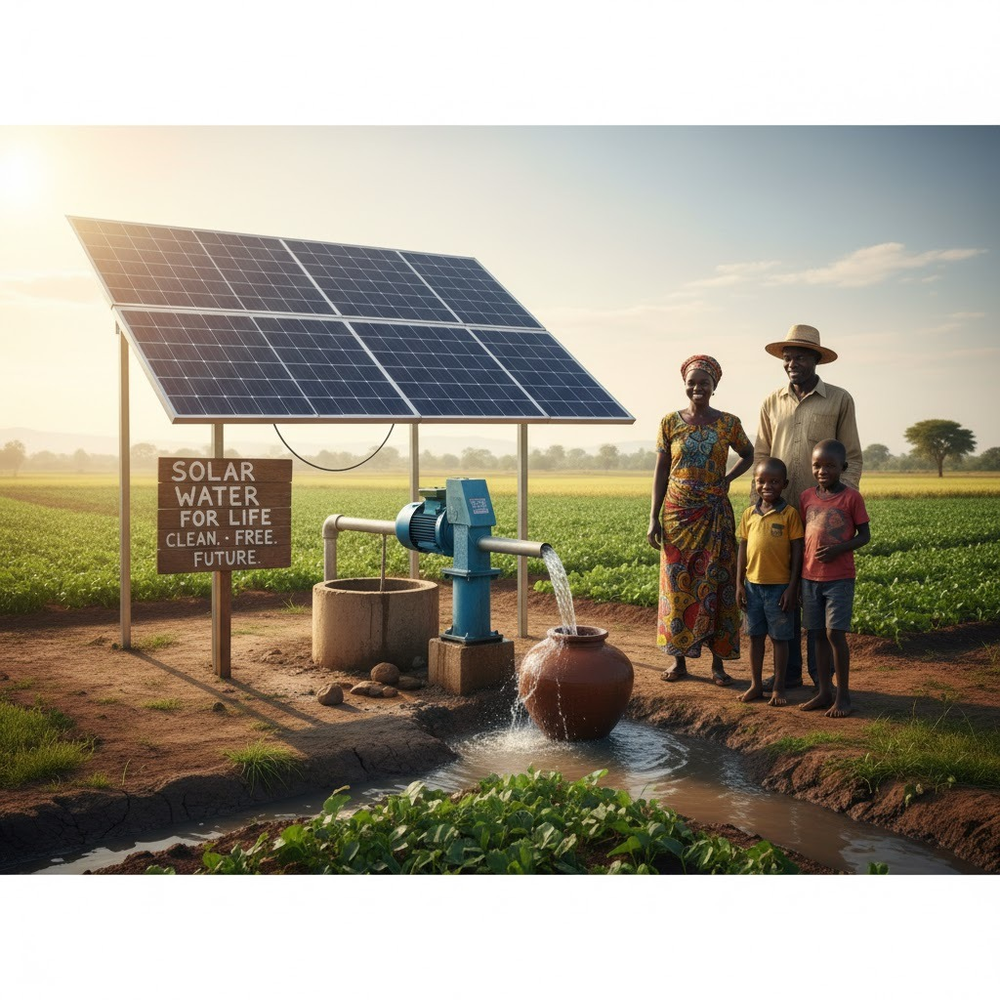 SOLAR
WATER
FOR LIFE
CLEAN. · FREE.
FUTURE.